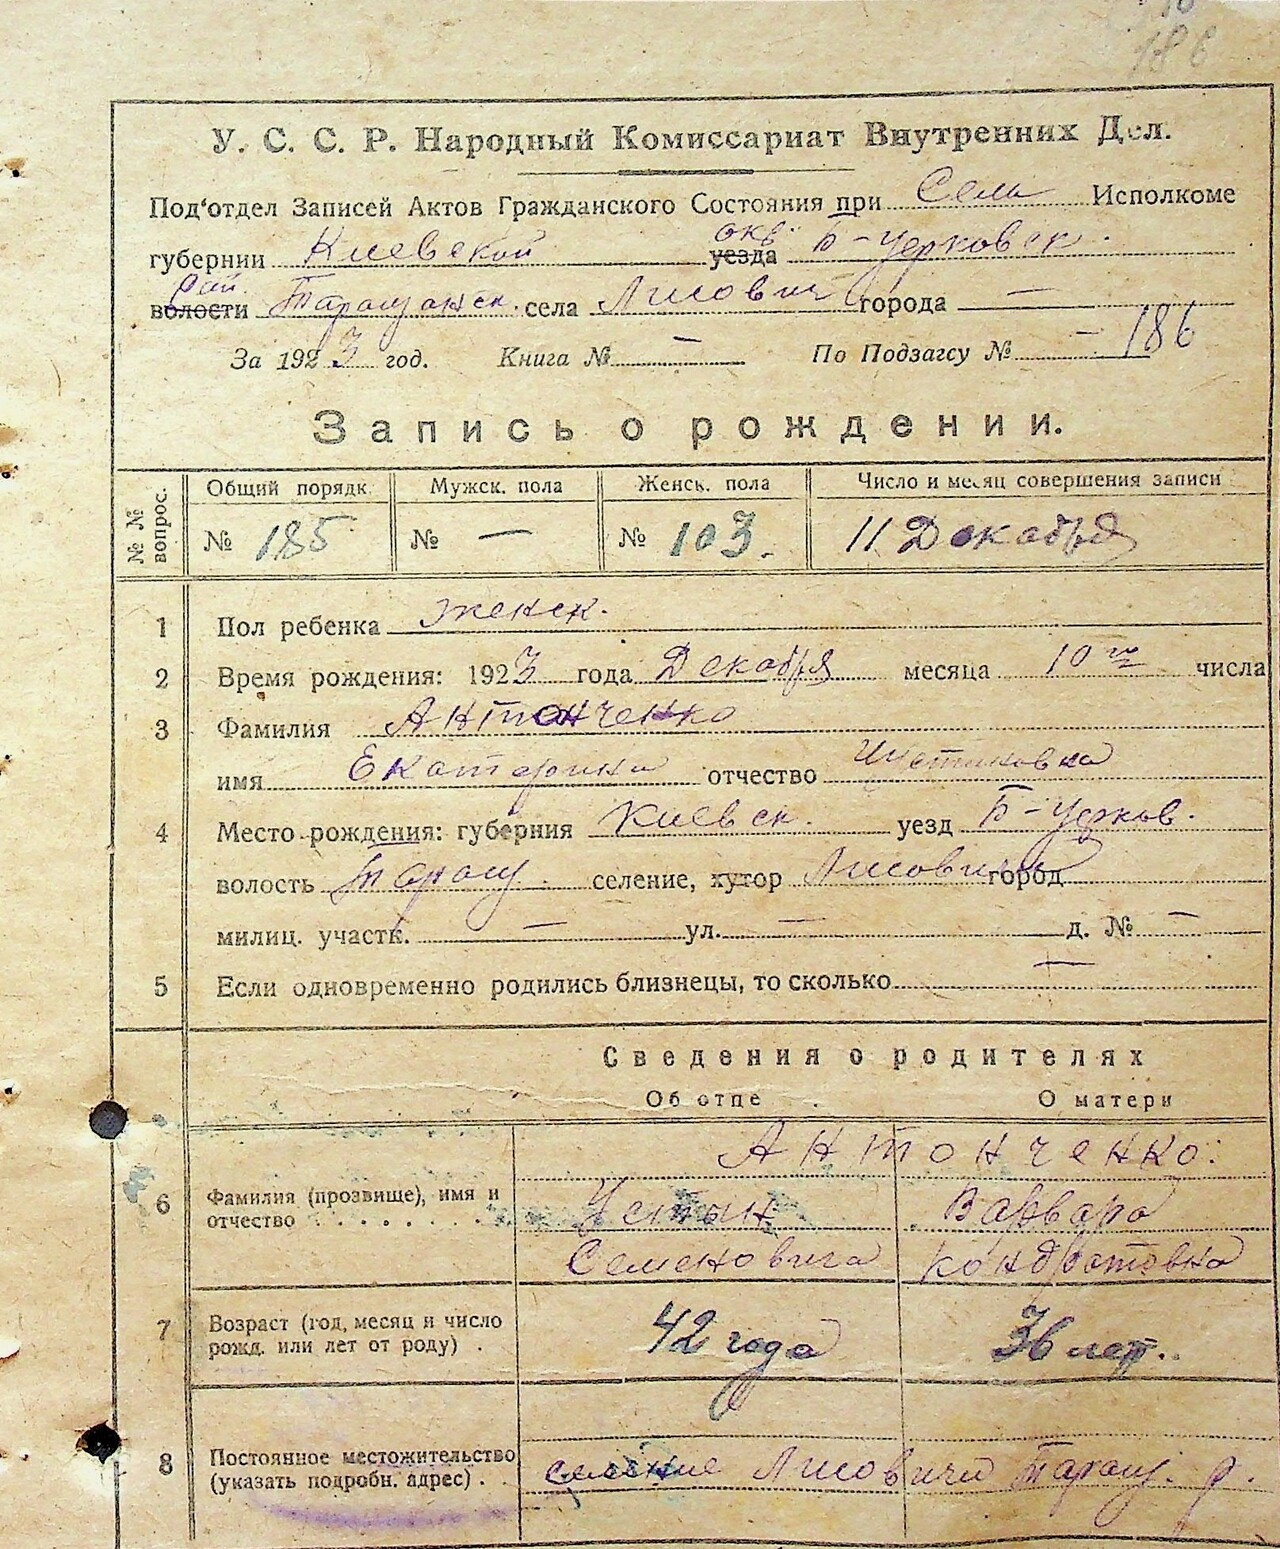 186
У. С. С. Р. Народный Комиссариат Внутренних Дел.
Под'отдел Записей Актов Гражданского Состояния при Сель Исполкоме
губернии Киевской уезда окр. Б-Церковск.
волости рай. Таращанск. села Лисович города —
За 1923 год. Книга № — По Подзагсу № — 186
Запись о рождении.
№ № вопрос. Общий порядк Мужск. пола Женск. пола Число и месяц совершения записи
№ 185 № — № 103. 11 Декабря
1 Пол ребенка женск.
2 Время рождения: 1923 года Декабря месяца 10го числа
3 Фамилия Антонченко
имя Екатерина отчество Иустиновна
4 Место рождения: губерния Киевск. уезд Б-Церков.
волость Таращ. селение, хутор Лисовичи город
милиц. участк. — ул. — д. № —
5 Если одновременно родились близнецы, то сколько —
Сведения о родителях
Об отце О матери
Антонченко.
6 Фамилия (прозвище), имя и Устын Варвара
отчество Семеновича Кондратовна
7 Возраст (год, месяц и число 42 года 36 лет.
рожд. или лет от роду) .
8 Постоянное местожительство
(указать подробн. адрес) . селение Лисовичи Таращ. р.